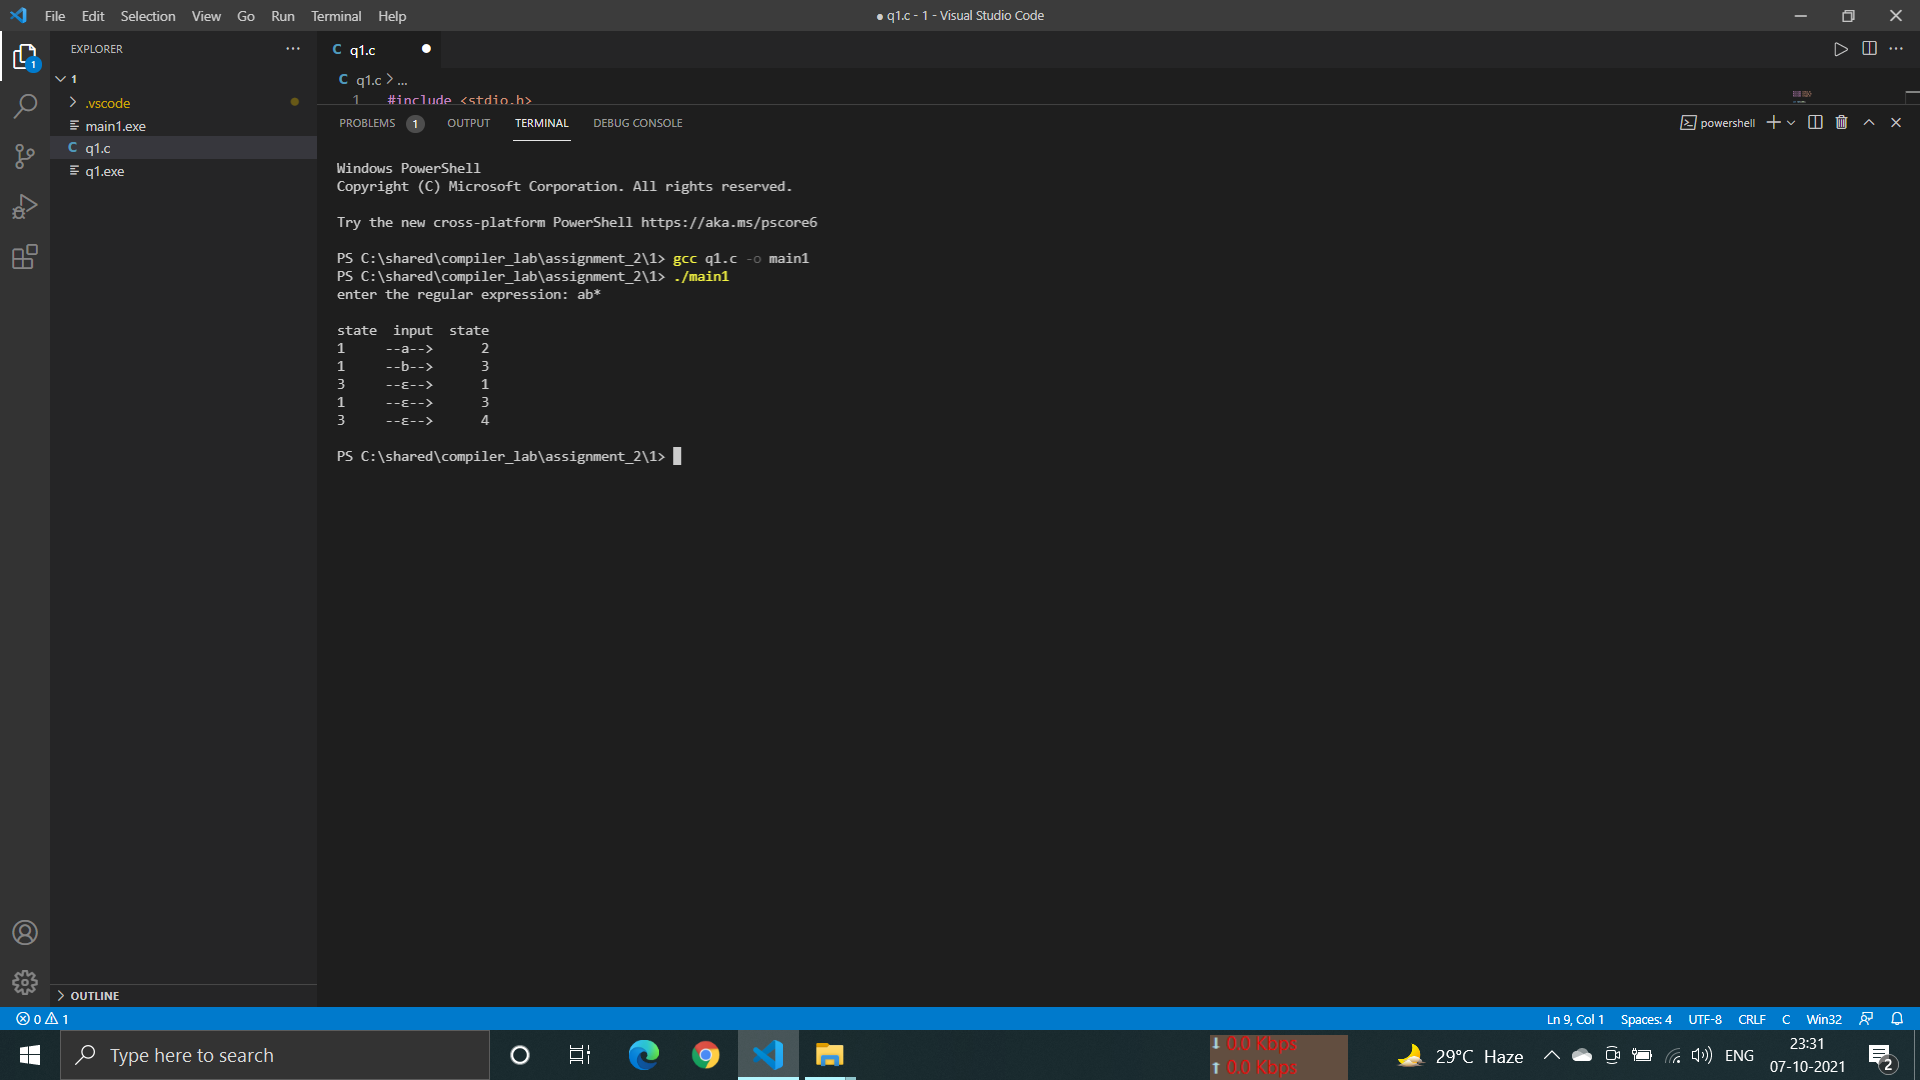 File Edit Selection View Go Run Terminal Help
● q1.c - 1 - Visual Studio Code
EXPLORER
1
1
.vscode
main1.exe
C q1.c
q1.exe
OUTLINE
C q1.c
C q1.c > ...
1 #include <stdio.h>
PROBLEMS 1 OUTPUT TERMINAL DEBUG CONSOLE
powershell
Windows PowerShell
Copyright (C) Microsoft Corporation. All rights reserved.
Try the new cross-platform PowerShell https://aka.ms/pscore6
PS C:\shared\compiler_lab\assignment_2\1> gcc q1.c -o main1
PS C:\shared\compiler_lab\assignment_2\1> ./main1
enter the regular expression: ab*
state input state
1 --a--> 2
1 --b--> 3
3 --ε--> 1
1 --ε--> 3
3 --ε--> 4
PS C:\shared\compiler_lab\assignment_2\1>
0 1
Ln 9, Col 1 Spaces: 4 UTF-8 CRLF C Win32
Type here to search
0.0 Kbps
0.0 Kbps
29°C Haze
ENG
23:31
07-10-2021
2